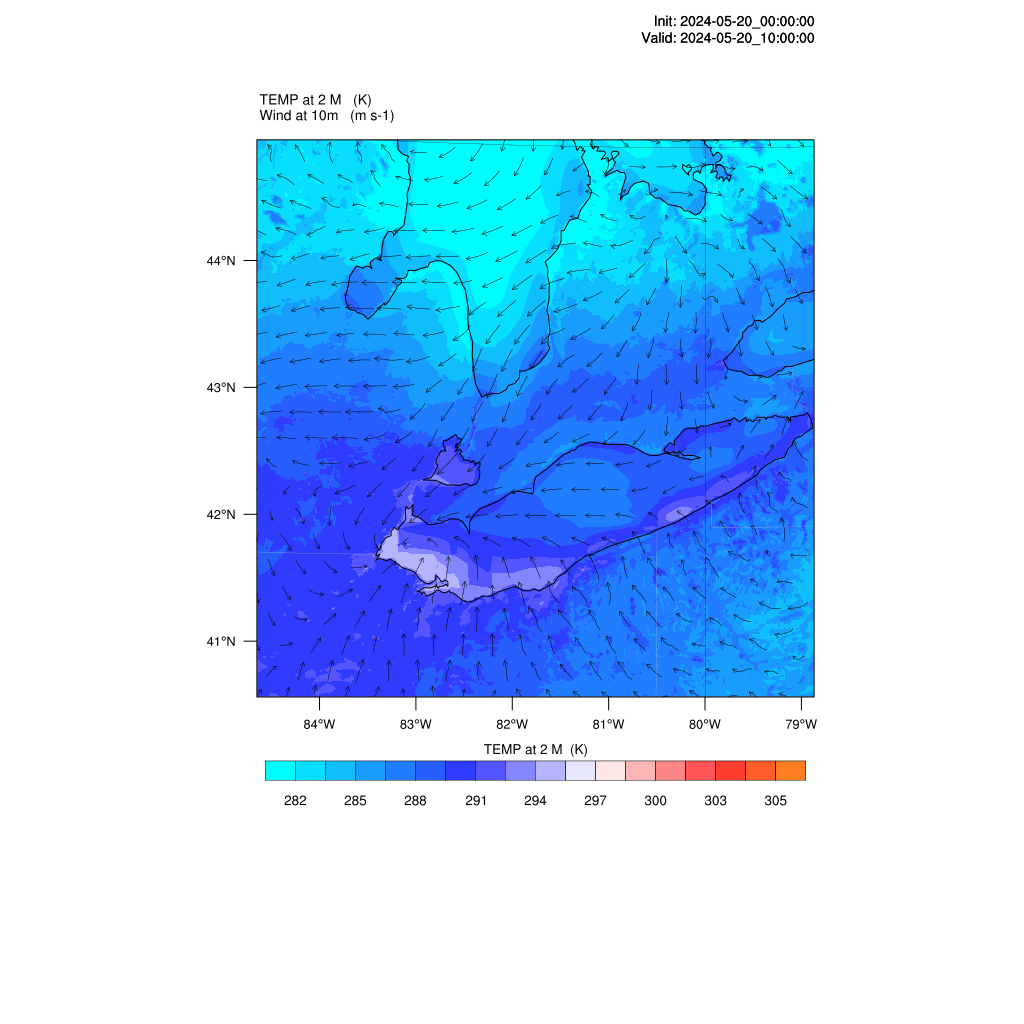 Init: 2024-05-20_00:00:00
Valid: 2024-05-20_10:00:00
TEMP at 2 M (K)
Wind at 10m (m s-1)
44°N
43°N
42°N
41°N
84°W 83°W 82°W 81°W 80°W 79°W
TEMP at 2 M (K)
282 285 288 291 294 297 300 303 305